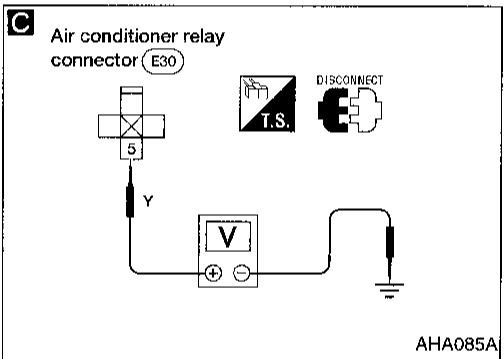 C
Air conditioner relay
connector E30
DISCONNECT
T.S.
5
Y
V
+ −
AHA085A